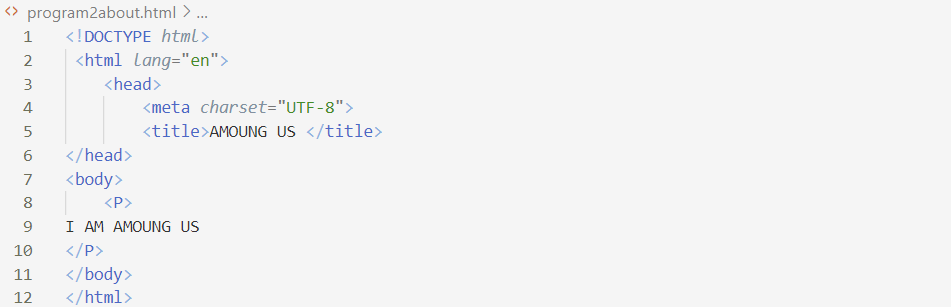 <> program2about.html > ...
1 <!DOCTYPE html>
2 <html lang="en">
3 <head>
4 <meta charset="UTF-8">
5 <title>AMOUNG US </title>
6 </head>
7 <body>
8 <P>
9 I AM AMOUNG US
10 </P>
11 </body>
12 </html>